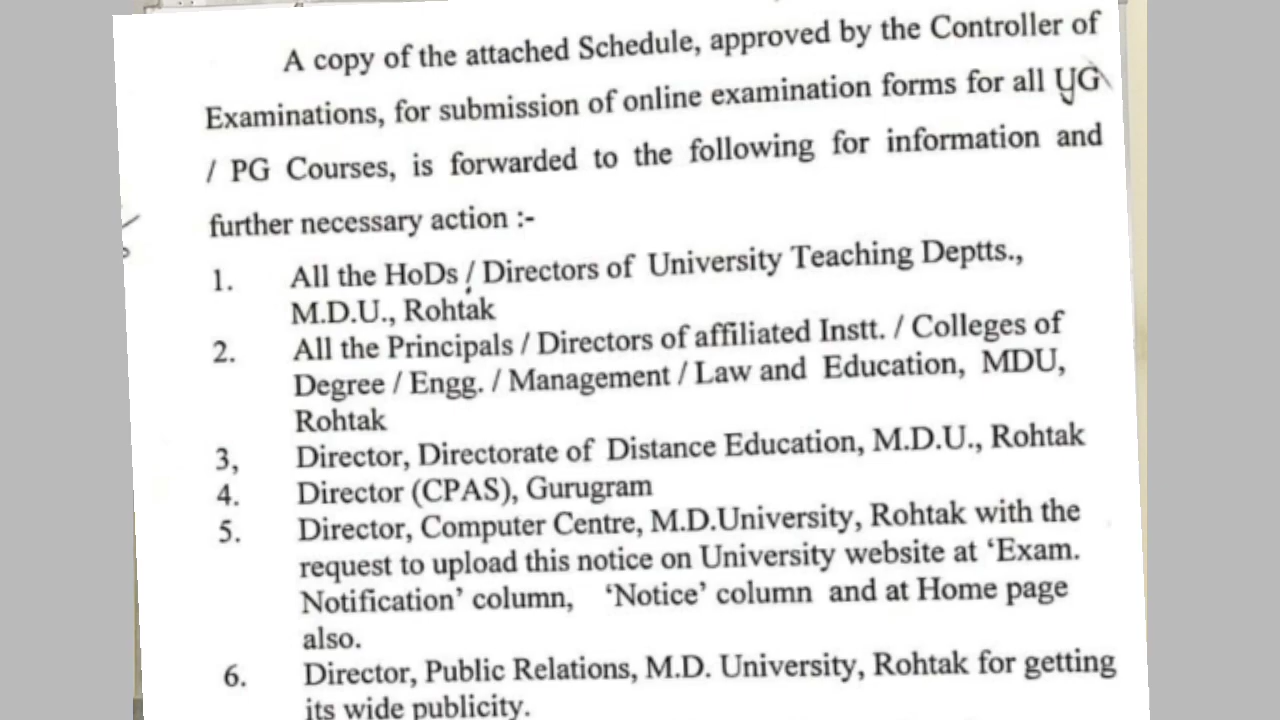 A copy of the attached Schedule, approved by the Controller of
Examinations, for submission of online examination forms for all UG
/ PG Courses, is forwarded to the following for information and
further necessary action :-
1. All the HoDs / Directors of University Teaching Deptts.,
M.D.U., Rohtak
2. All the Principals / Directors of affiliated Instt. / Colleges of
Degree / Engg. / Management / Law and Education, MDU,
Rohtak
3, Director, Directorate of Distance Education, M.D.U., Rohtak
4. Director (CPAS), Gurugram
5. Director, Computer Centre, M.D.University, Rohtak with the
request to upload this notice on University website at ‘Exam.
Notification’ column, ‘Notice’ column and at Home page
also.
6. Director, Public Relations, M.D. University, Rohtak for getting
its wide publicity.